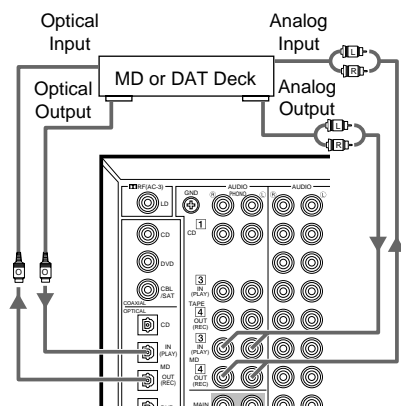 Optical Input
Analog Input
MD or DAT Deck
Optical Output
Analog Output
L
R
L
R
O
O
RF(AC-3)
LD
CD
DVD
CBL /SAT
COAXIAL
OPTICAL
CD
IN (PLAY)
MD
OUT (REC)
GND
AUDIO
R PHONO L
1
CD
3
IN (PLAY)
TAPE
4
OUT (REC)
3
IN (PLAY)
MD
4
OUT (REC)
MAIN
AUDIO
R L